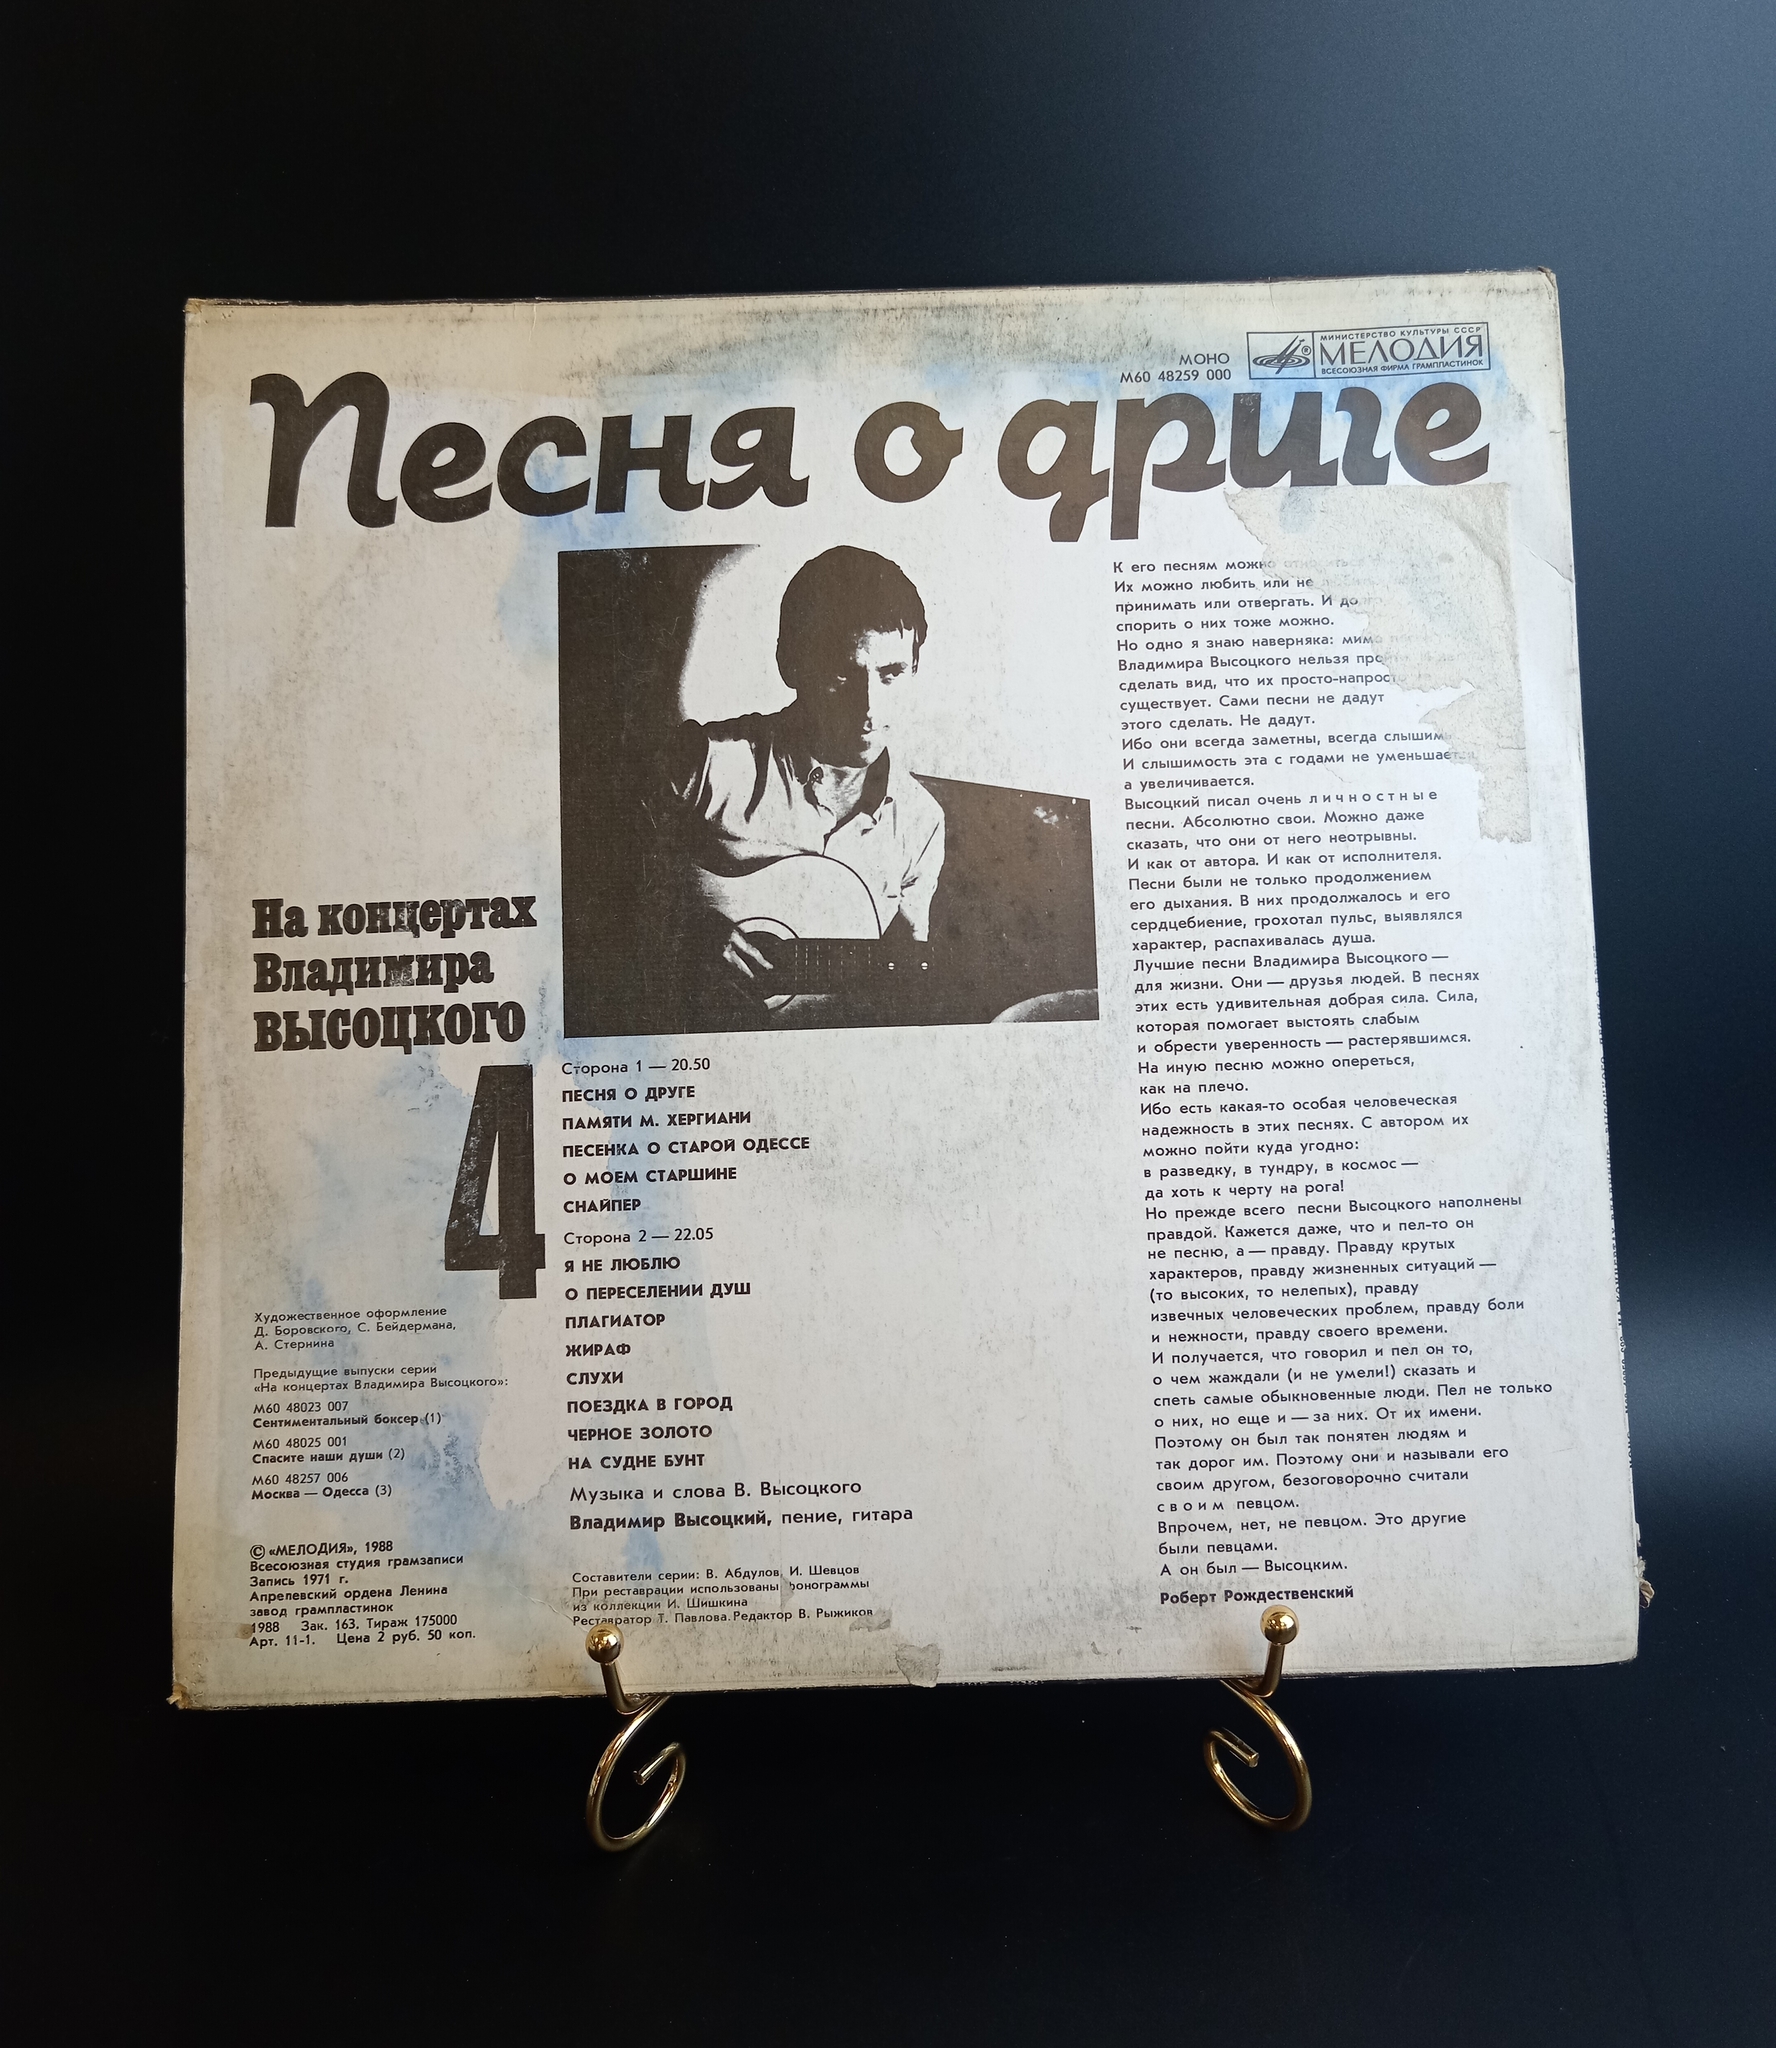 МОНО
М60 48259 000
МИНИСТЕРСТВО КУЛЬТУРЫ СССР
МЕЛОДИЯ
ВСЕСОЮЗНАЯ ФИРМА ГРАМПЛАСТИНОК
Песня о друге
На концертах
Владимира
Высоцкого
4
Художественное оформление
Д. Боровского, С. Бейдермана,
А. Стернина
Предыдущие выпуски серии
«На концертах Владимира Высоцкого»:
М60 48023 007
Сентиментальный боксер (1)
М60 48025 001
Спасите наши души (2)
М60 48257 006
Москва — Одесса (3)
© «МЕЛОДИЯ», 1988
Всесоюзная студия грамзаписи
Запись 1971 г.
Апрелевский ордена Ленина
завод грампластинок
1988 Зак. 163. Тираж 175000
Арт. 11-1. Цена 2 руб. 50 коп.
Сторона 1 — 20.50
ПЕСНЯ О ДРУГЕ
ПАМЯТИ М. ХЕРГИАНИ
ПЕСЕНКА О СТАРОЙ ОДЕССЕ
О МОЕМ СТАРШИНЕ
СНАЙПЕР
Сторона 2 — 22.05
Я НЕ ЛЮБЛЮ
О ПЕРЕСЕЛЕНИИ ДУШ
ПЛАГИАТОР
ЖИРАФ
СЛУХИ
ПОЕЗДКА В ГОРОД
ЧЕРНОЕ ЗОЛОТО
НА СУДНЕ БУНТ
Музыка и слова В. Высоцкого
Владимир Высоцкий, пение, гитара
Составители серии: В. Абдулов, И. Шевцов
При реставрации использованы фонограммы
из коллекции И. Шишкина
Реставратор Т. Павлова. Редактор В. Рыжиков
К его песням можно
Их можно любить или не
принимать или отвергать. И
спорить о них тоже можно.
Но одно я знаю наверняка: мимо
Владимира Высоцкого нельзя
сделать вид, что их просто-напросто
существует. Сами песни не дадут
этого сделать. Не дадут.
Ибо они всегда заметны, всегда слышимы
И слышимость эта с годами не уменьшается,
а увеличивается.
Высоцкий писал очень личностные
песни. Абсолютно свои. Можно даже
сказать, что они от него неотрывны.
И как от автора. И как от исполнителя.
Песни были не только продолжением
его дыхания. В них продолжалось и его
сердцебиение, грохотал пульс, выявлялся
характер, распахивалась душа.
Лучшие песни Владимира Высоцкого —
для жизни. Они — друзья людей. В песнях
этих есть удивительная добрая сила. Сила,
которая помогает выстоять слабым
и обрести уверенность — растерявшимся.
На иную песню можно опереться,
как на плечо.
Ибо есть какая-то особая человеческая
надежность в этих песнях. С автором их
можно пойти куда угодно:
в разведку, в тундру, в космос —
да хоть к черту на рога!
Но прежде всего песни Высоцкого наполнены
правдой. Кажется даже, что и пел-то он
не песню, а — правду. Правду крутых
характеров, правду жизненных ситуаций —
(то высоких, то нелепых), правду
извечных человеческих проблем, правду боли
и нежности, правду своего времени.
И получается, что говорил и пел он то,
о чем жаждали (и не умели!) сказать и
спеть самые обыкновенные люди. Пел не только
о них, но еще и — за них. От их имени.
Поэтому он был так понятен людям и
так дорог им. Поэтому они и называли его
своим другом, безоговорочно считали
своим певцом.
Впрочем, нет, не певцом. Это другие
были певцами.
А он был — Высоцким.
Роберт Рождественский